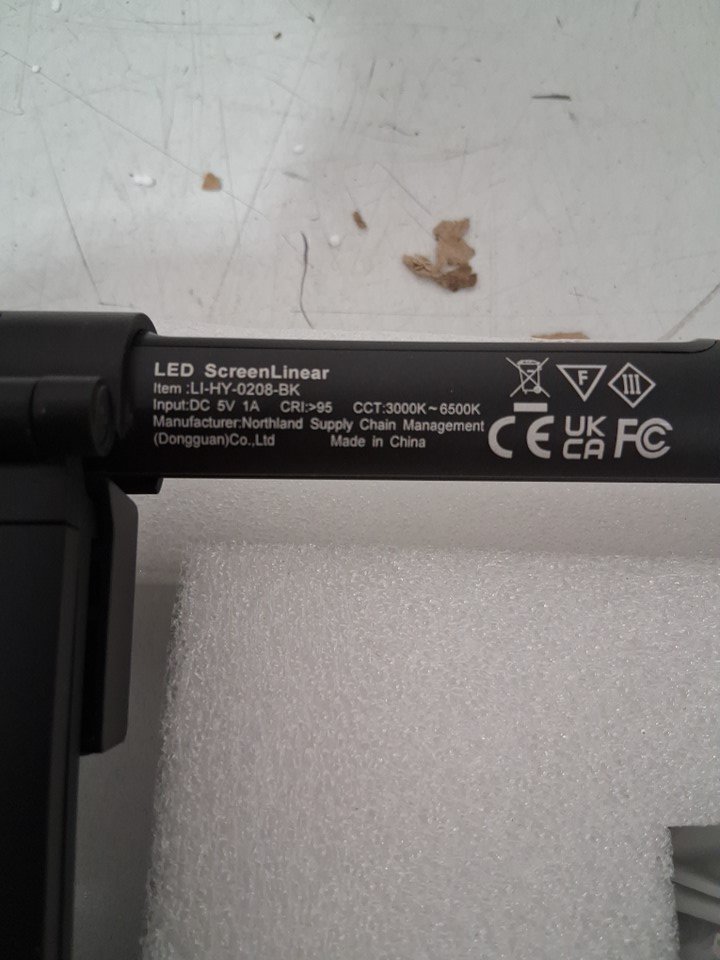 LED ScreenLinear
Item :LI-HY-0208-BK
Input:DC 5V 1A CRI:>95 CCT:3000K~6500K
Manufacturer:Northland Supply Chain Management
(Dongguan)Co.,Ltd Made in China
F III
CE UK CA FC